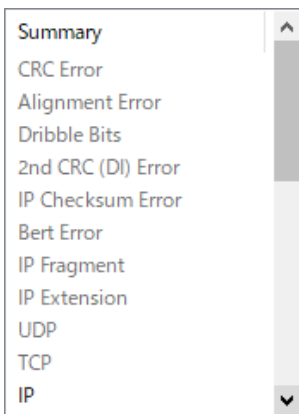 Summary
CRC Error
Alignment Error
Dribble Bits
2nd CRC (DI) Error
IP Checksum Error
Bert Error
IP Fragment
IP Extension
UDP
TCP
IP